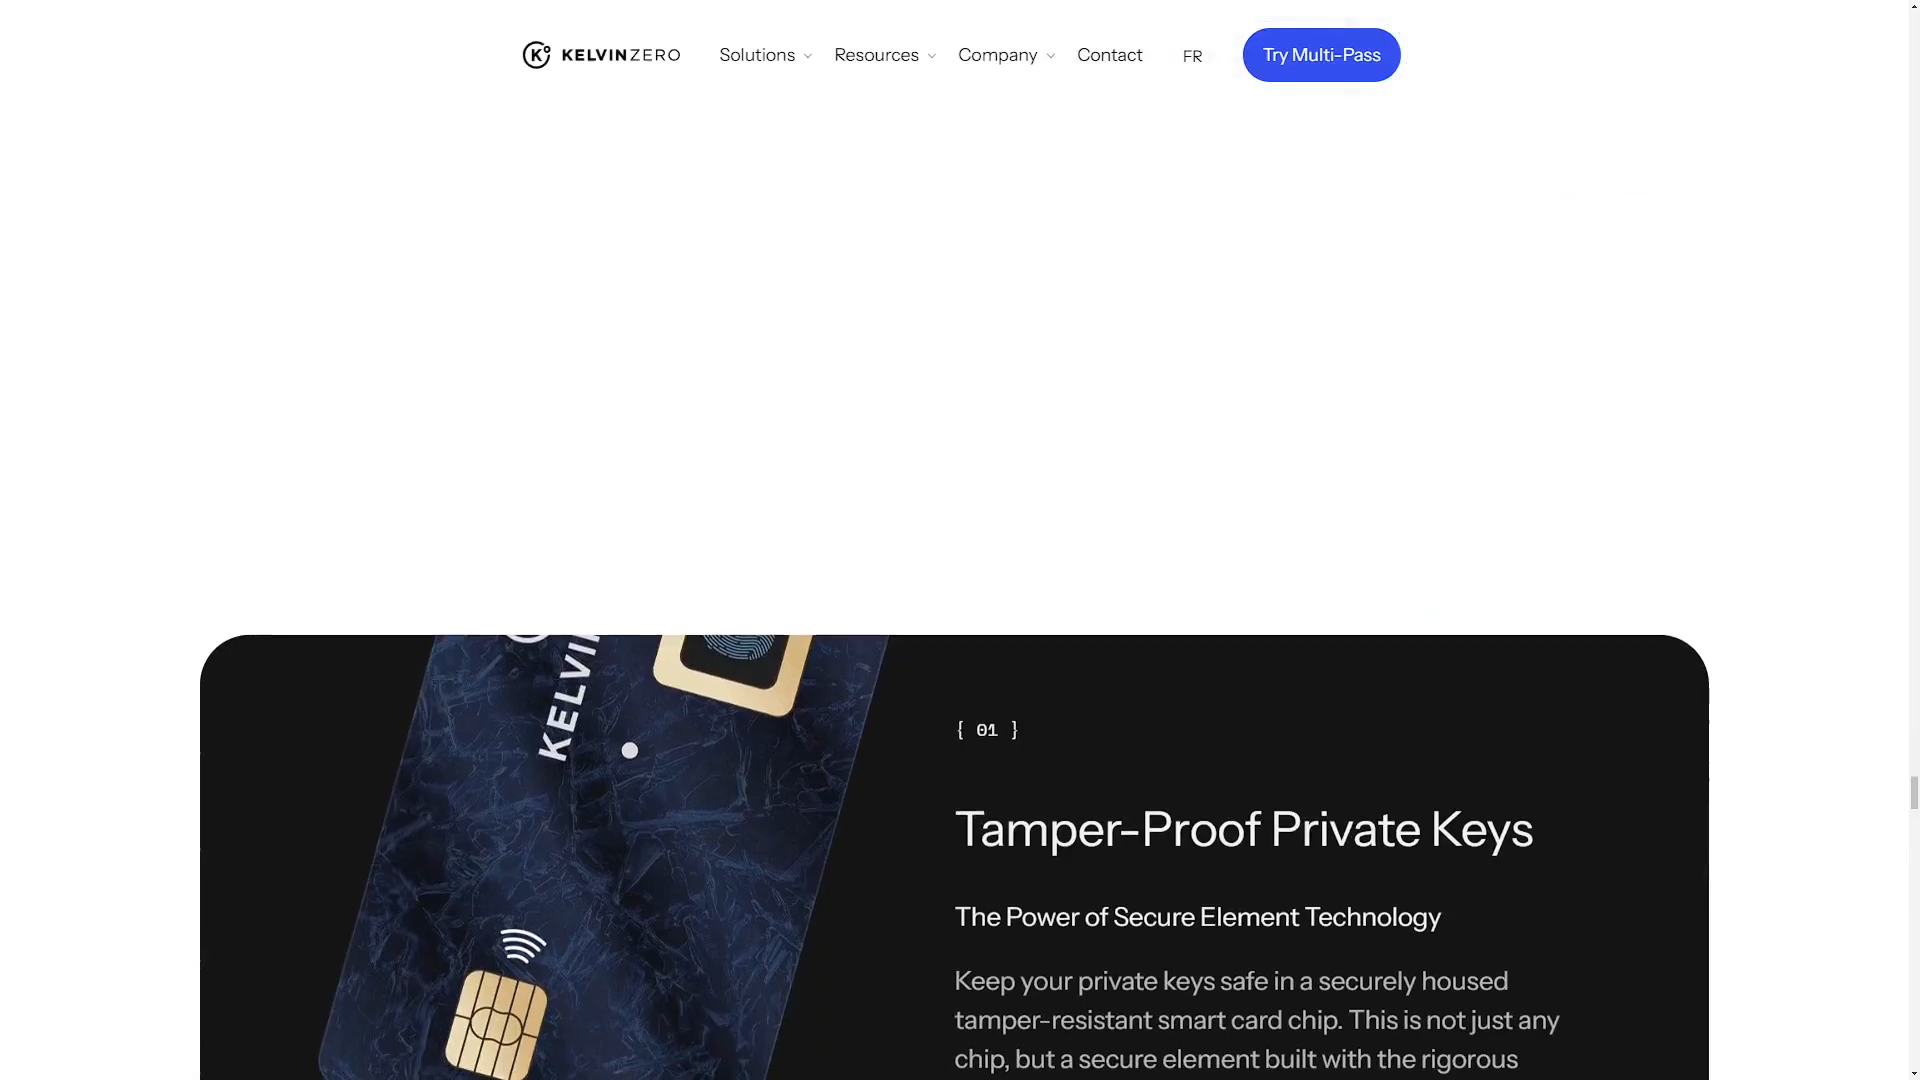 KELVINZERO
Solutions
Resources
Company
Contact
FR
Try Multi-Pass
{ 01 }
Tamper-Proof Private Keys
The Power of Secure Element Technology
Keep your private keys safe in a securely housed
tamper-resistant smart card chip. This is not just any
chip, but a secure element built with the rigorous